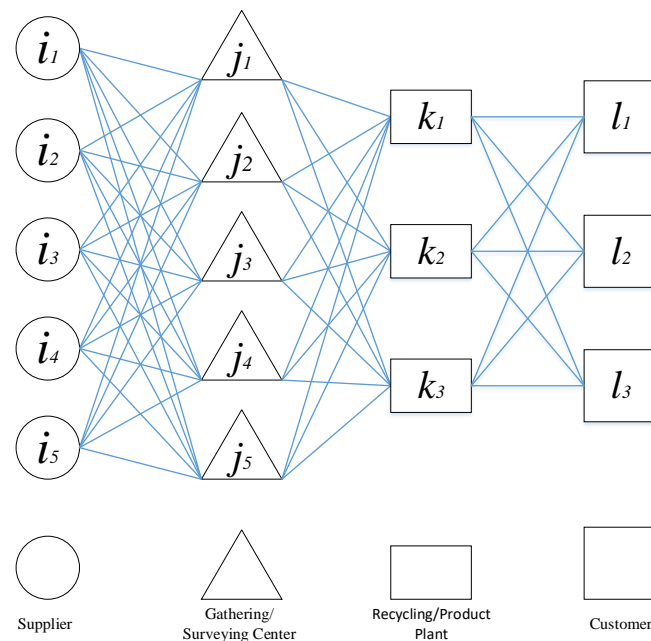 i1
j1
k1
l1
i2
j2
i3
j3
k2
l2
i4
j4
k3
l3
i5
j5
Supplier
Gathering/
Surveying Center
Recycling/Product
Plant
Customer